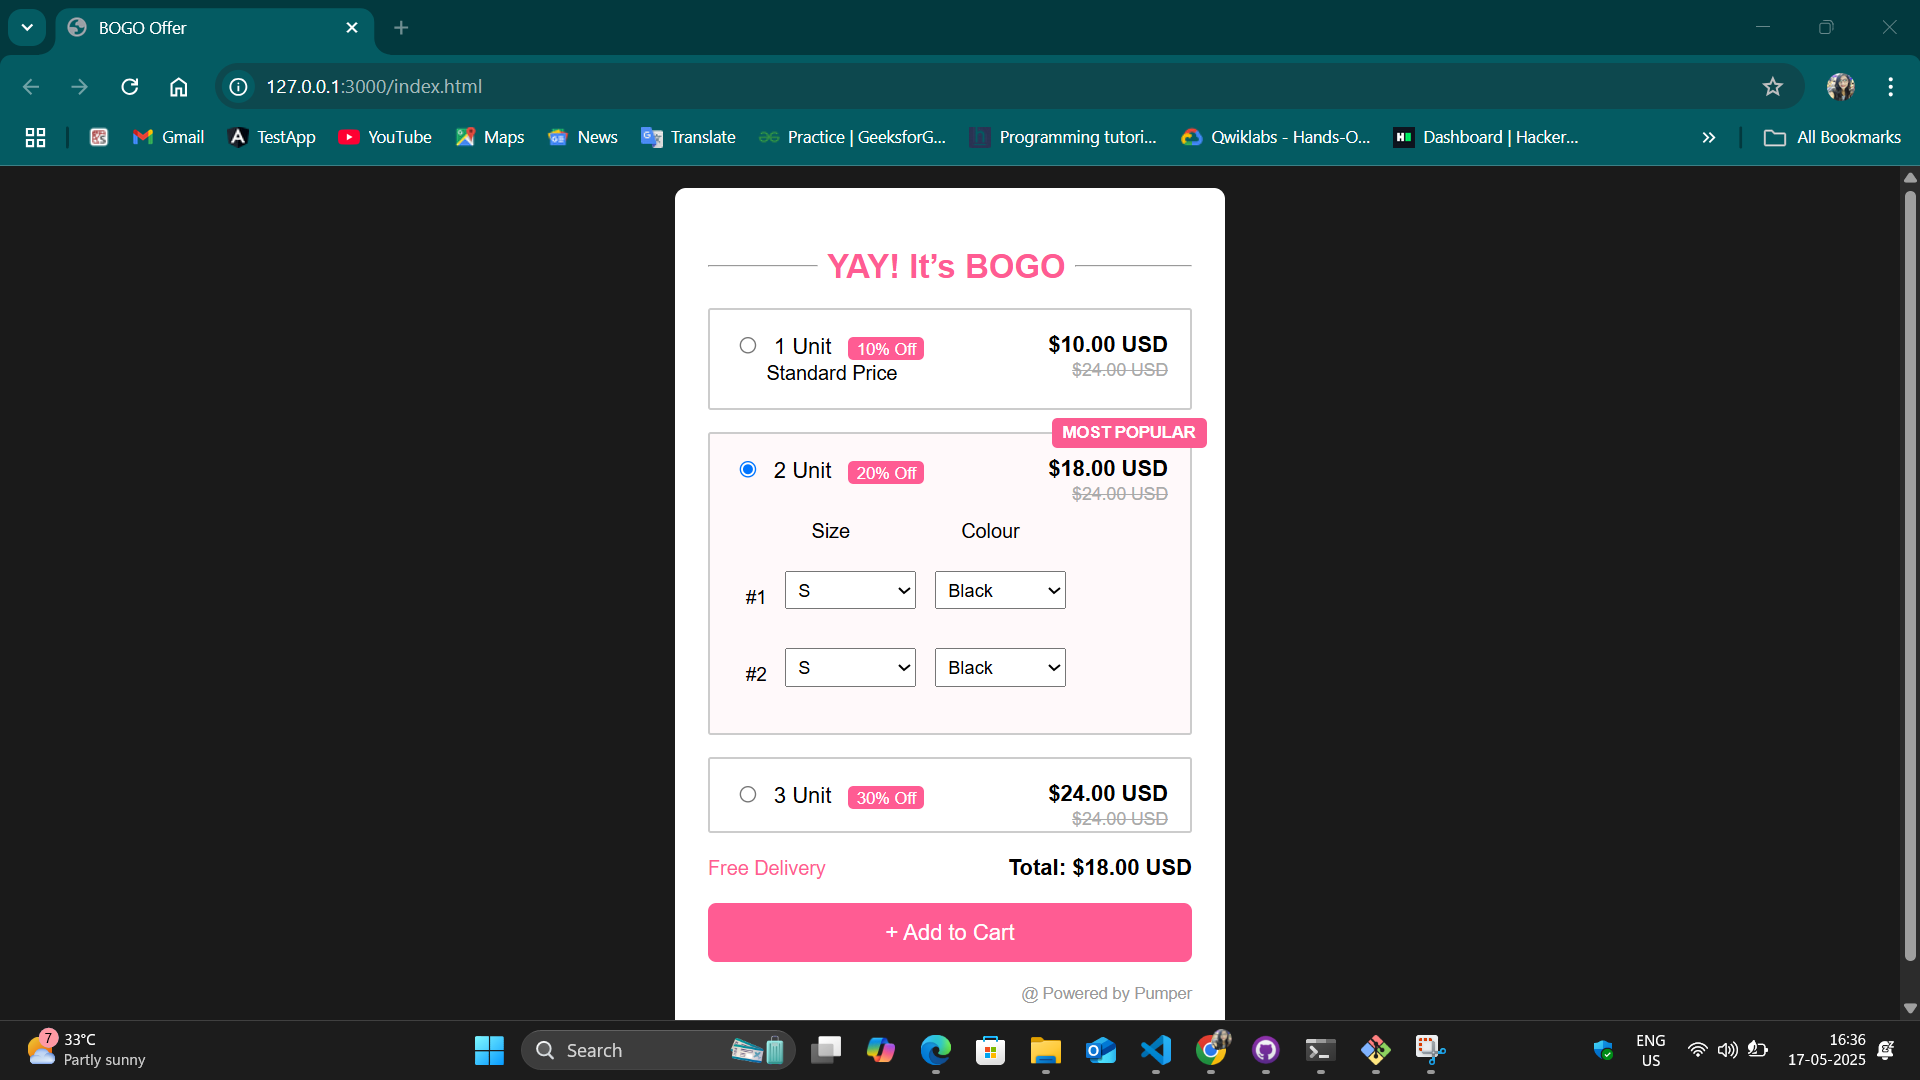 BOGO Offer
127.0.0.1:3000/index.html
Gmail
TestApp
YouTube
Maps
News
Translate
Practice | GeeksforG...
Programming tutori...
Qwiklabs - Hands-O...
Dashboard | Hacker...
All Bookmarks
YAY! It’s BOGO
1 Unit 10% Off $10.00 USD
Standard Price $24.00 USD
MOST POPULAR
2 Unit 20% Off $18.00 USD
$24.00 USD
Size Colour
#1 S Black
#2 S Black
3 Unit 30% Off $24.00 USD
$24.00 USD
Free Delivery Total: $18.00 USD
+ Add to Cart
@ Powered by Pumper
7
33°C
Partly sunny
Search
ENG
US
16:36
17-05-2025